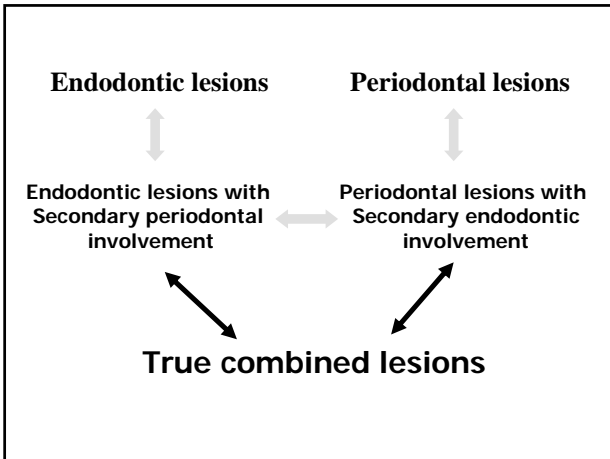 Endodontic lesions
Periodontal lesions
Endodontic lesions with
Secondary periodontal
involvement
Periodontal lesions with
Secondary endodontic
involvement
True combined lesions